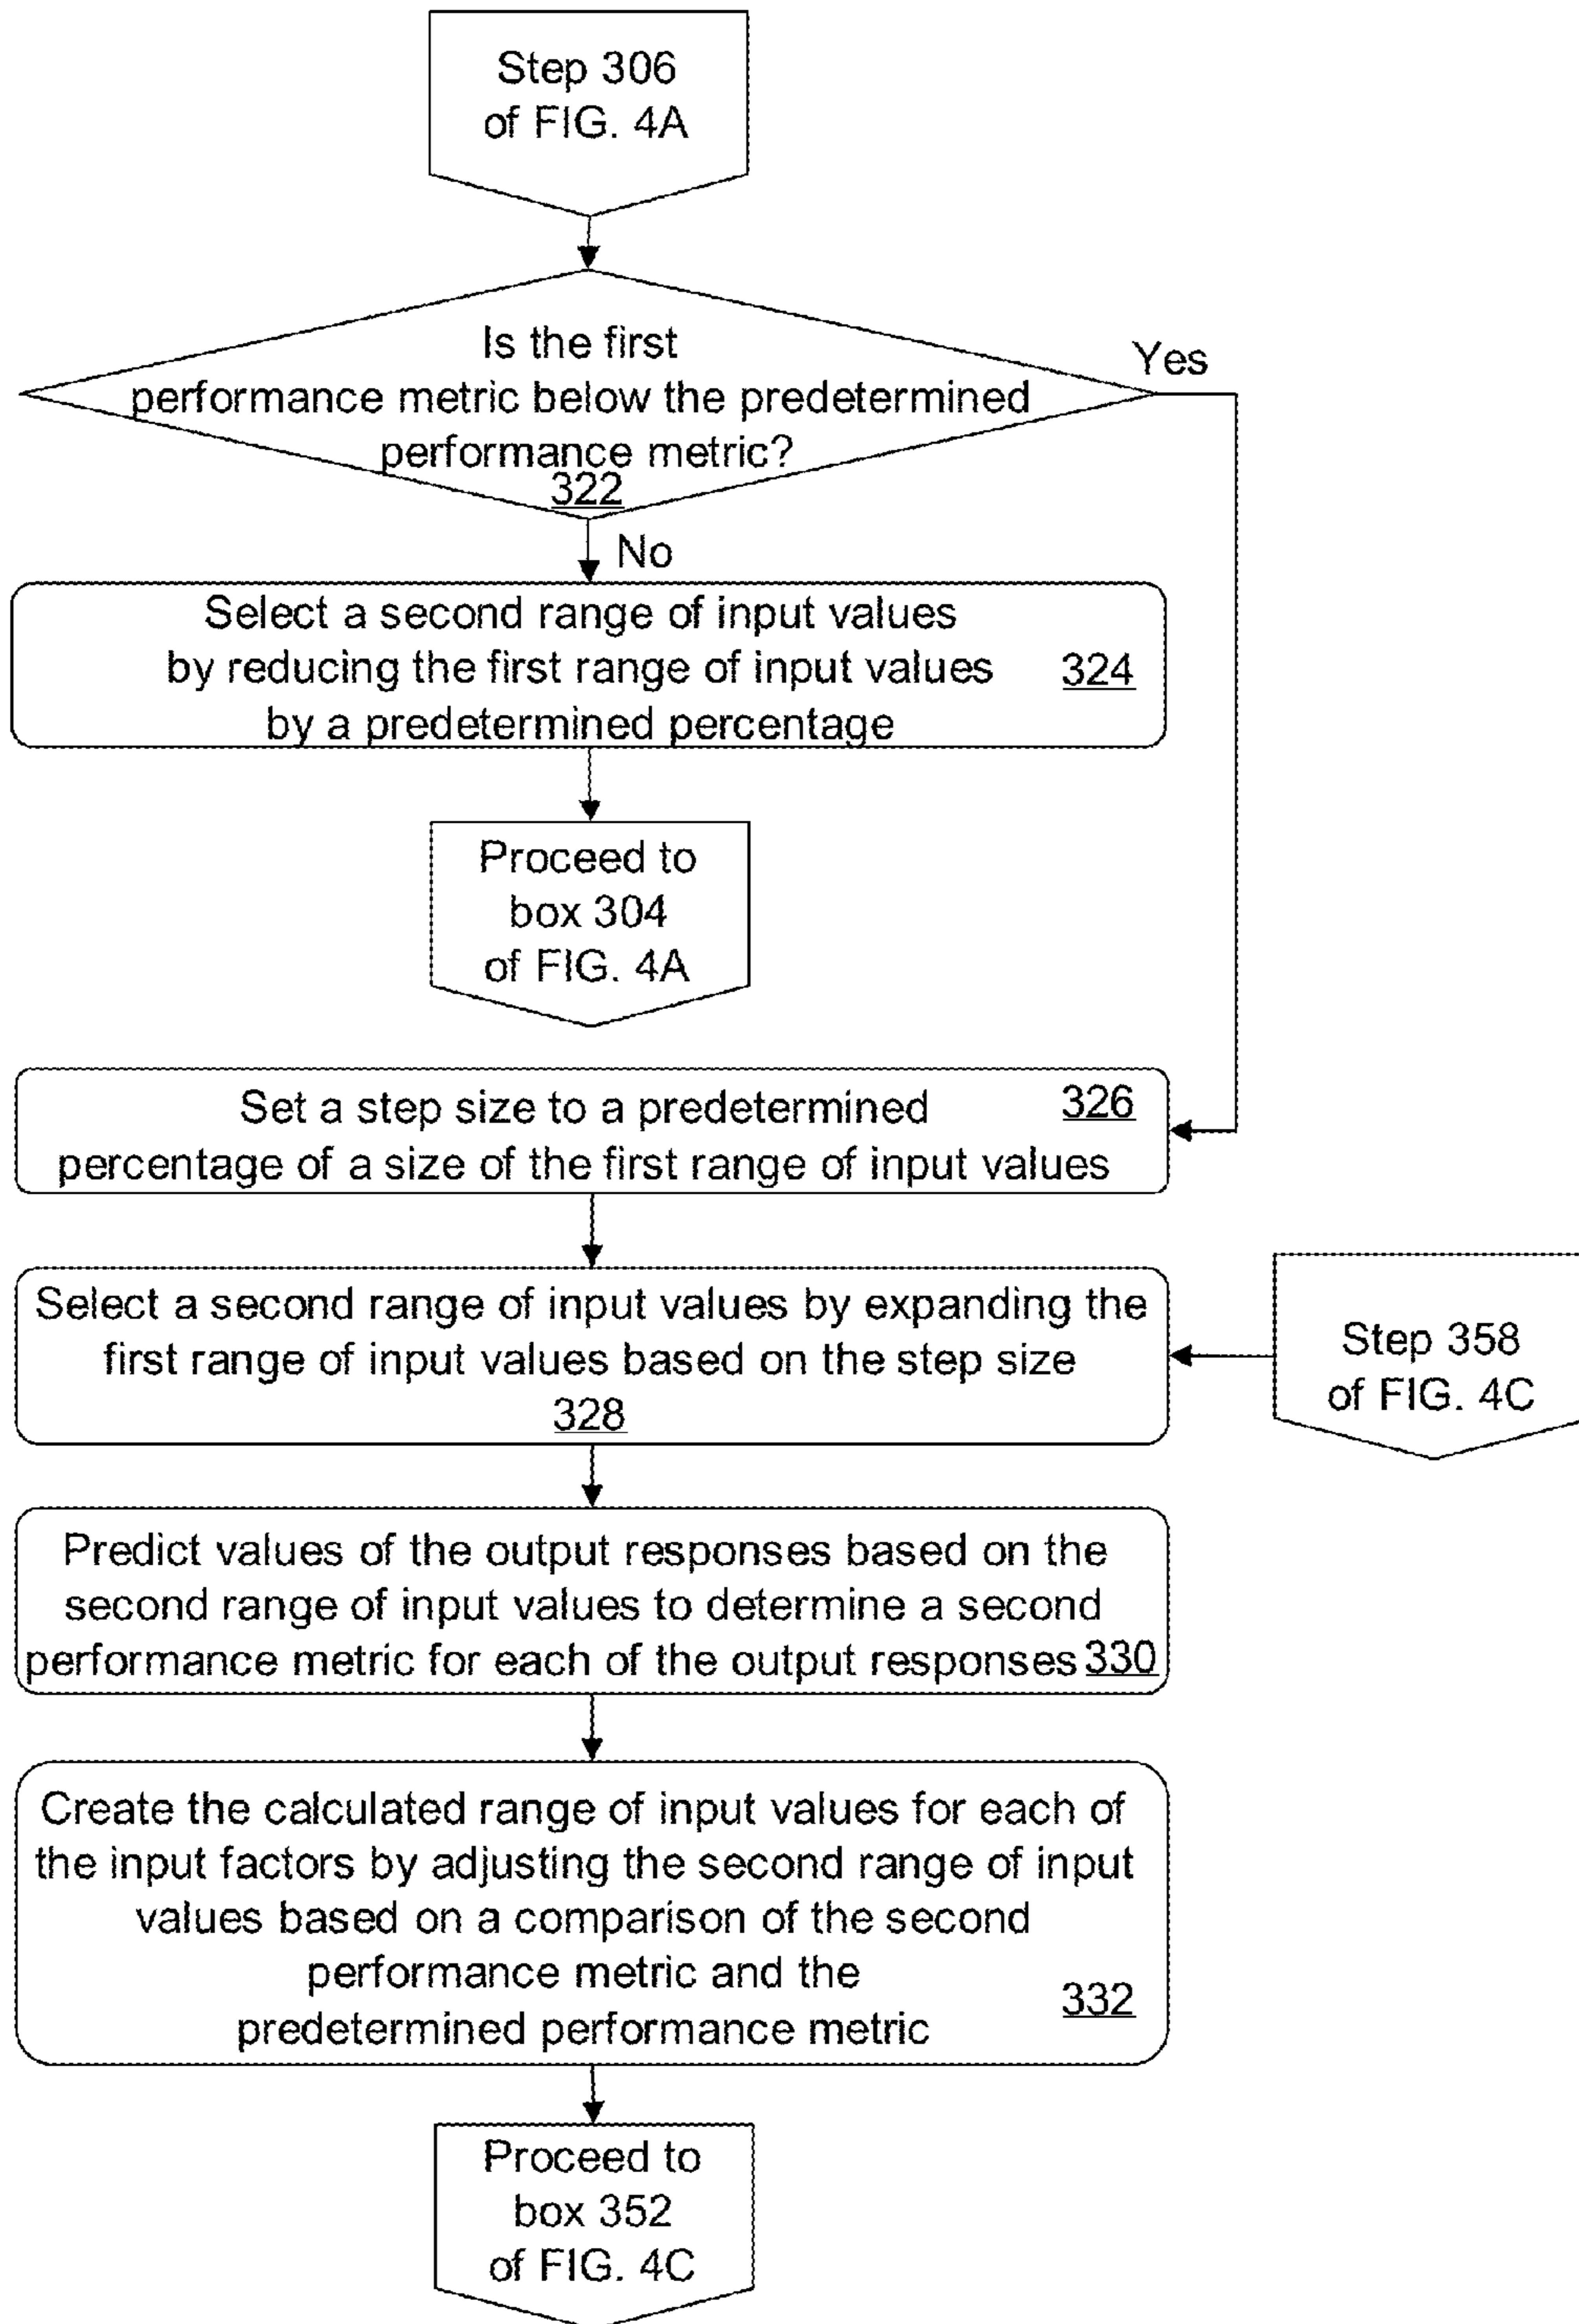 Step 306
of FIG. 4A
Is the first
performance metric below the predetermined
performance metric?
322
Yes
No
Select a second range of input values
by reducing the first range of input values
by a predetermined percentage
324
Proceed to
box 304
of FIG. 4A
Set a step size to a predetermined
percentage of a size of the first range of input values
326
Select a second range of input values by expanding the
first range of input values based on the step size
328
Step 358
of FIG. 4C
Predict values of the output responses based on the
second range of input values to determine a second
performance metric for each of the output responses 330
Create the calculated range of input values for each of
the input factors by adjusting the second range of input
values based on a comparison of the second
performance metric and the
predetermined performance metric
332
Proceed to
box 352
of FIG. 4C